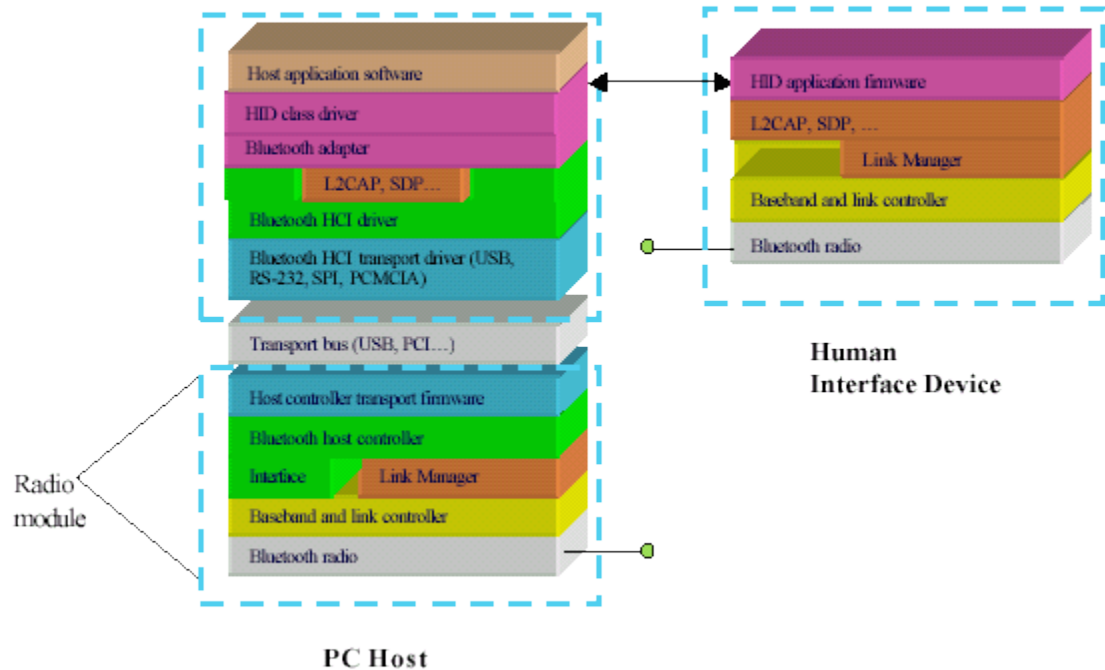 Host application software
HID class driver
Bluetooth adapter
L2CAP, SDP...
Bluetooth HCI driver
Bluetooth HCI transport driver (USB,
RS-232, SPI, PCMCIA)
Transport bus (USB, PCI...)
Host controller transport firmware
Bluetooth host controller
Interface
Link Manager
Baseband and link controller
Bluetooth radio
Radio
module
PC Host
HID application firmware
L2CAP, SDP, ...
Link Manager
Baseband and link controller
Bluetooth radio
Human
Interface Device